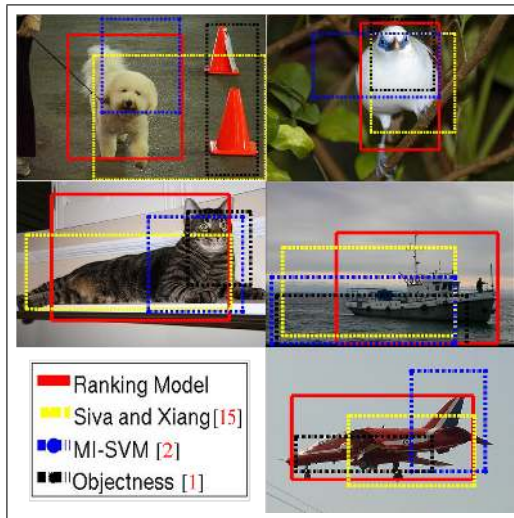 Ranking Model
Siva and Xiang[15]
MI-SVM [2]
Objectness [1]